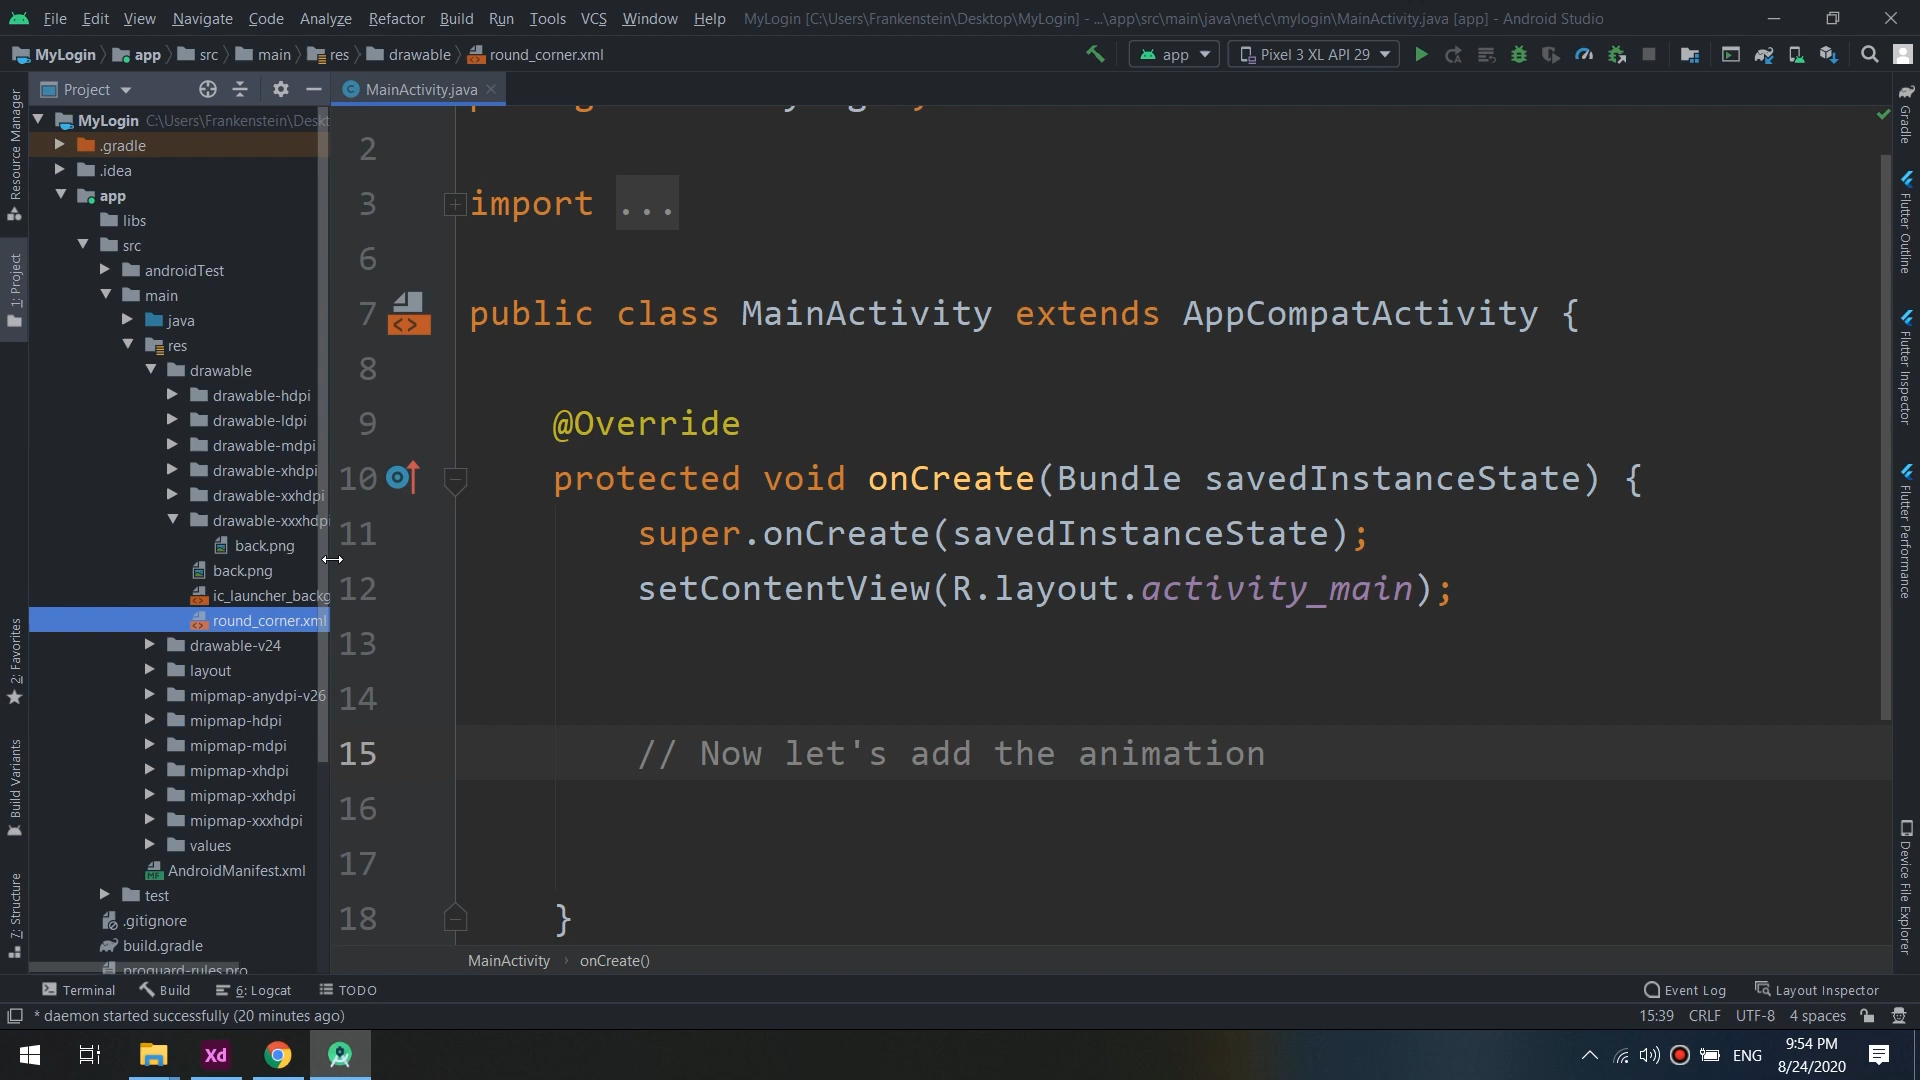 File Edit View Navigate Code Analyze Refactor Build Run Tools VCS Window Help MyLogin [C:\Users\Frankenstein\Desktop\MyLogin] - ...\app\src\main\java\net\c\mylogin\MainActivity.java [app] - Android Studio
MyLogin app src main res drawable round_corner.xml app Pixel 3 XL API 29
Project MainActivity.java
MyLogin C:\Users\Frankenstein\Deskt
.gradle
.idea
app
libs
src
androidTest
main
java
res
drawable
drawable-hdpi
drawable-ldpi
drawable-mdpi
drawable-xhdpi
drawable-xxhdpi
drawable-xxxhdpi
back.png
back.png
ic_launcher_backg
round_corner.xml
drawable-v24
layout
mipmap-anydpi-v26
mipmap-hdpi
mipmap-mdpi
mipmap-xhdpi
mipmap-xxhdpi
mipmap-xxxhdpi
values
AndroidManifest.xml
test
.gitignore
build.gradle
proguard-rules.pro
2
3 import ...
6
7 public class MainActivity extends AppCompatActivity {
8
9 @Override
10 protected void onCreate(Bundle savedInstanceState) {
11 super.onCreate(savedInstanceState);
12 setContentView(R.layout.activity_main);
13
14
15 // Now let's add the animation
16
17
18 }
MainActivity › onCreate()
Resource Manager
1: Project
2: Favorites
Build Variants
7: Structure
Gradle
Flutter Outline
Flutter Inspector
Flutter Performance
Device File Explorer
Terminal Build 6: Logcat TODO Event Log Layout Inspector
* daemon started successfully (20 minutes ago) 15:39 CRLF UTF-8 4 spaces
Xd ENG 9:54 PM
8/24/2020